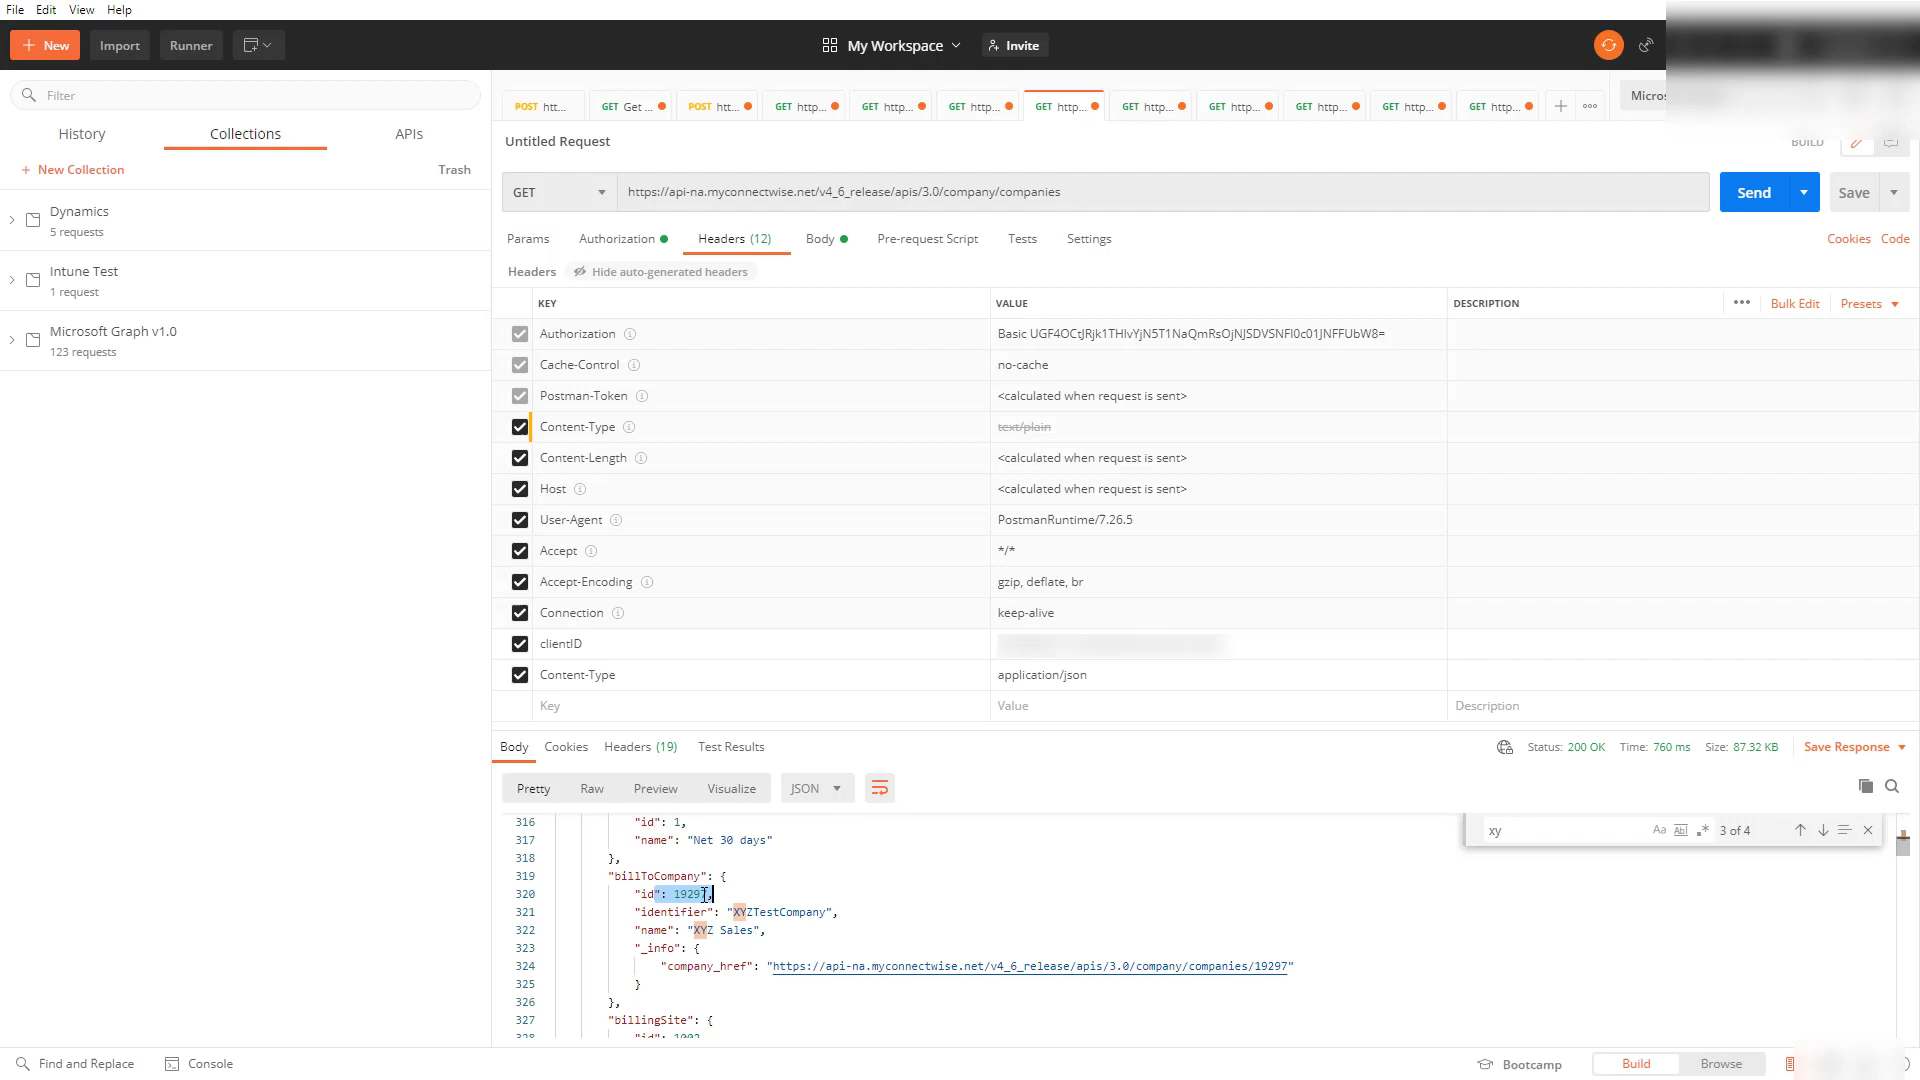 File Edit View Help
New Import Runner My Workspace Invite
Filter
History Collections APIs
New Collection Trash
Dynamics
5 requests
Intune Test
1 request
Microsoft Graph v1.0
123 requests
POST htt... GET Get ... POST htt... GET http... GET http... GET http... GET http... GET http... GET http... GET http... GET http... GET http...
Untitled Request BUILD
GET https://api-na.myconnectwise.net/v4_6_release/apis/3.0/company/companies Send Save
Params Authorization Headers (12) Body Pre-request Script Tests Settings Cookies Code
Headers Hide auto-generated headers
KEY VALUE DESCRIPTION ••• Bulk Edit Presets
Authorization Basic
Cache-Control no-cache
Postman-Token <calculated when request is sent>
Content-Type text/plain
Content-Length <calculated when request is sent>
Host <calculated when request is sent>
User-Agent PostmanRuntime/7.26.5
Accept */*
Accept-Encoding gzip, deflate, br
Connection keep-alive
clientID
Content-Type application/json
Key Value Description
Body Cookies Headers (19) Test Results Status: 200 OK Time: 760 ms Size: 87.32 KB Save Response
Pretty Raw Preview Visualize JSON
xy Aa Abl .* 3 of 4
316 "id": 1,
317 "name": "Net 30 days"
318 },
319 "billToCompany": {
320 "id": 19297,
321 "identifier": "XYZTestCompany",
322 "name": "XYZ Sales",
323 "_info": {
324 "company_href": "https://api-na.myconnectwise.net/v4_6_release/apis/3.0/company/companies/19297"
325 }
326 },
327 "billingSite": {
328 "id": 1002
Find and Replace Console Bootcamp Build Browse